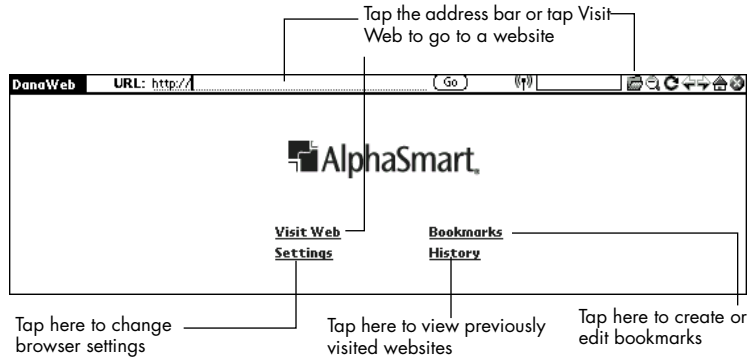 Tap the address bar or tap Visit
Web to go to a website
DanaWeb URL: http:// Go
AlphaSmart®
Visit Web Bookmarks
Settings History
Tap here to change
browser settings
Tap here to view previously
visited websites
Tap here to create or
edit bookmarks